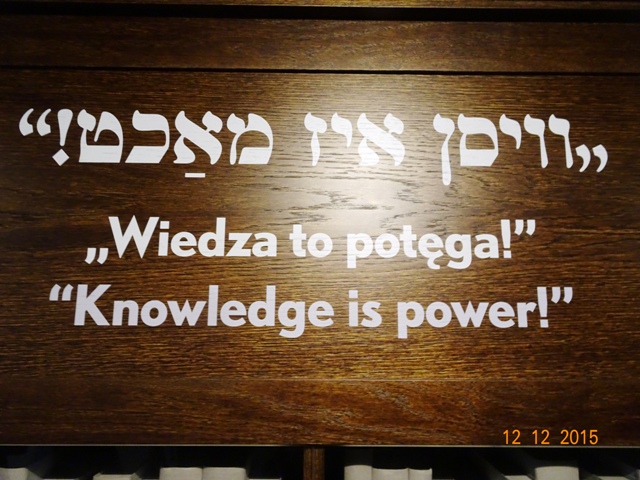 „וויסן איז מאַכט!“
„Wiedza to potęga!”
“Knowledge is power!”
12 12 2015